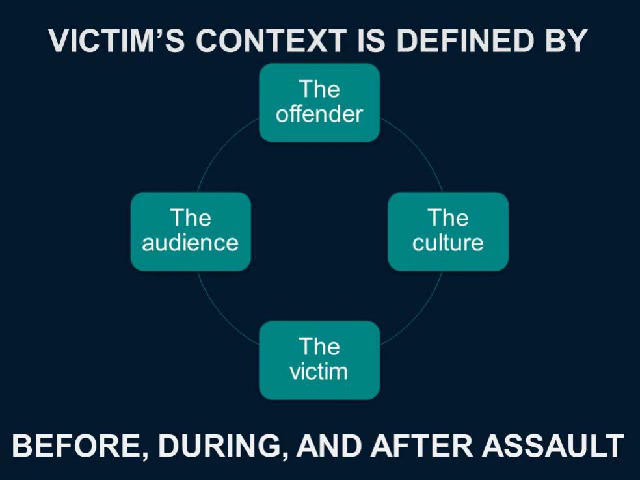 VICTIM'S CONTEXT IS DEFINED BY
The
offender
The
audience
The
culture
The
victim
BEFORE, DURING, AND AFTER ASSAULT